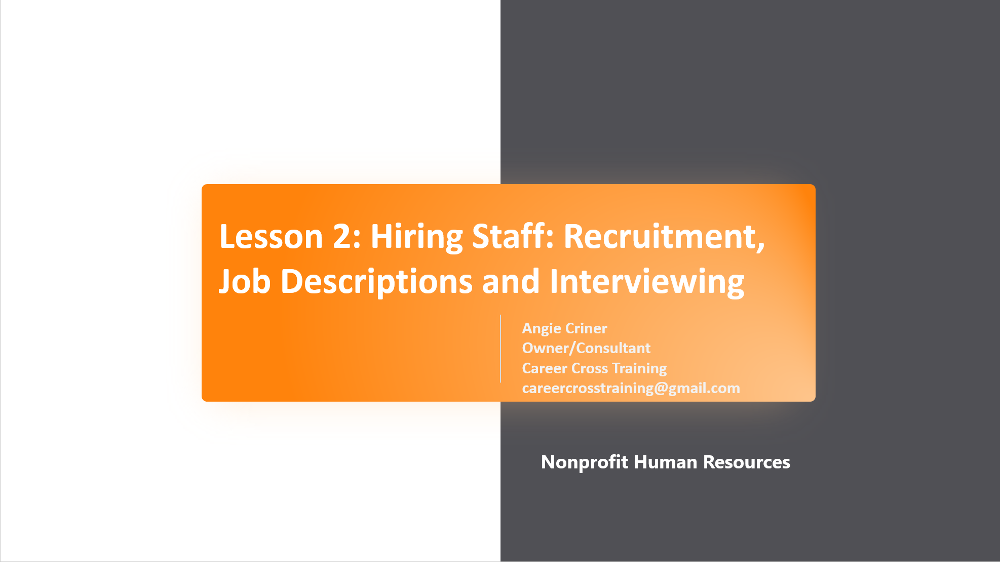 Lesson 2: Hiring Staff: Recruitment,
Job Descriptions and Interviewing
Angie Criner
Owner/Consultant
Career Cross Training
careercrosstraining@gmail.com
Nonprofit Human Resources